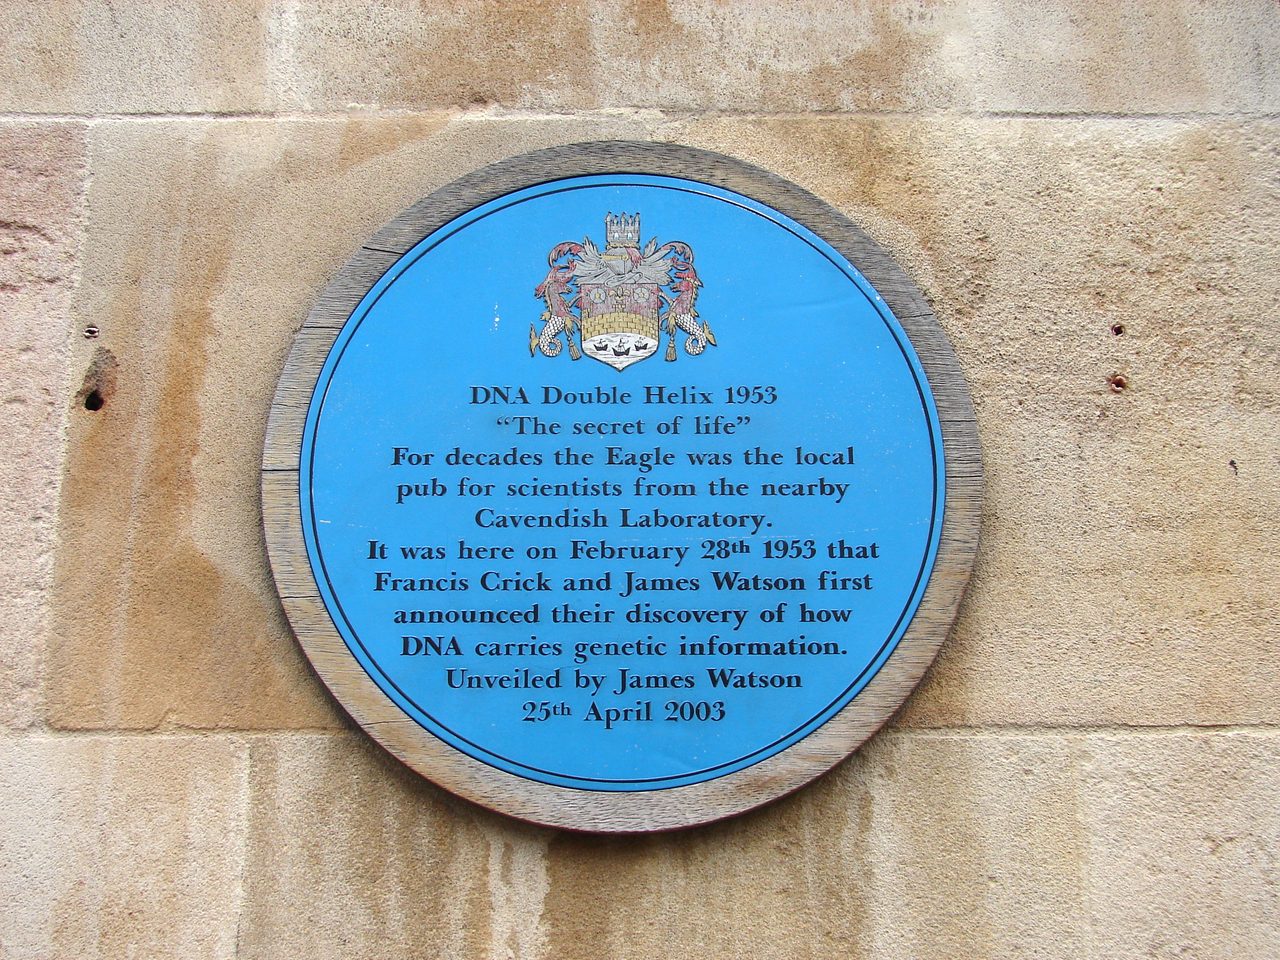 DNA Double Helix 1953
“The secret of life”
For decades the Eagle was the local
pub for scientists from the nearby
Cavendish Laboratory.
It was here on February 28th 1953 that
Francis Crick and James Watson first
announced their discovery of how
DNA carries genetic information.
Unveiled by James Watson
25th April 2003